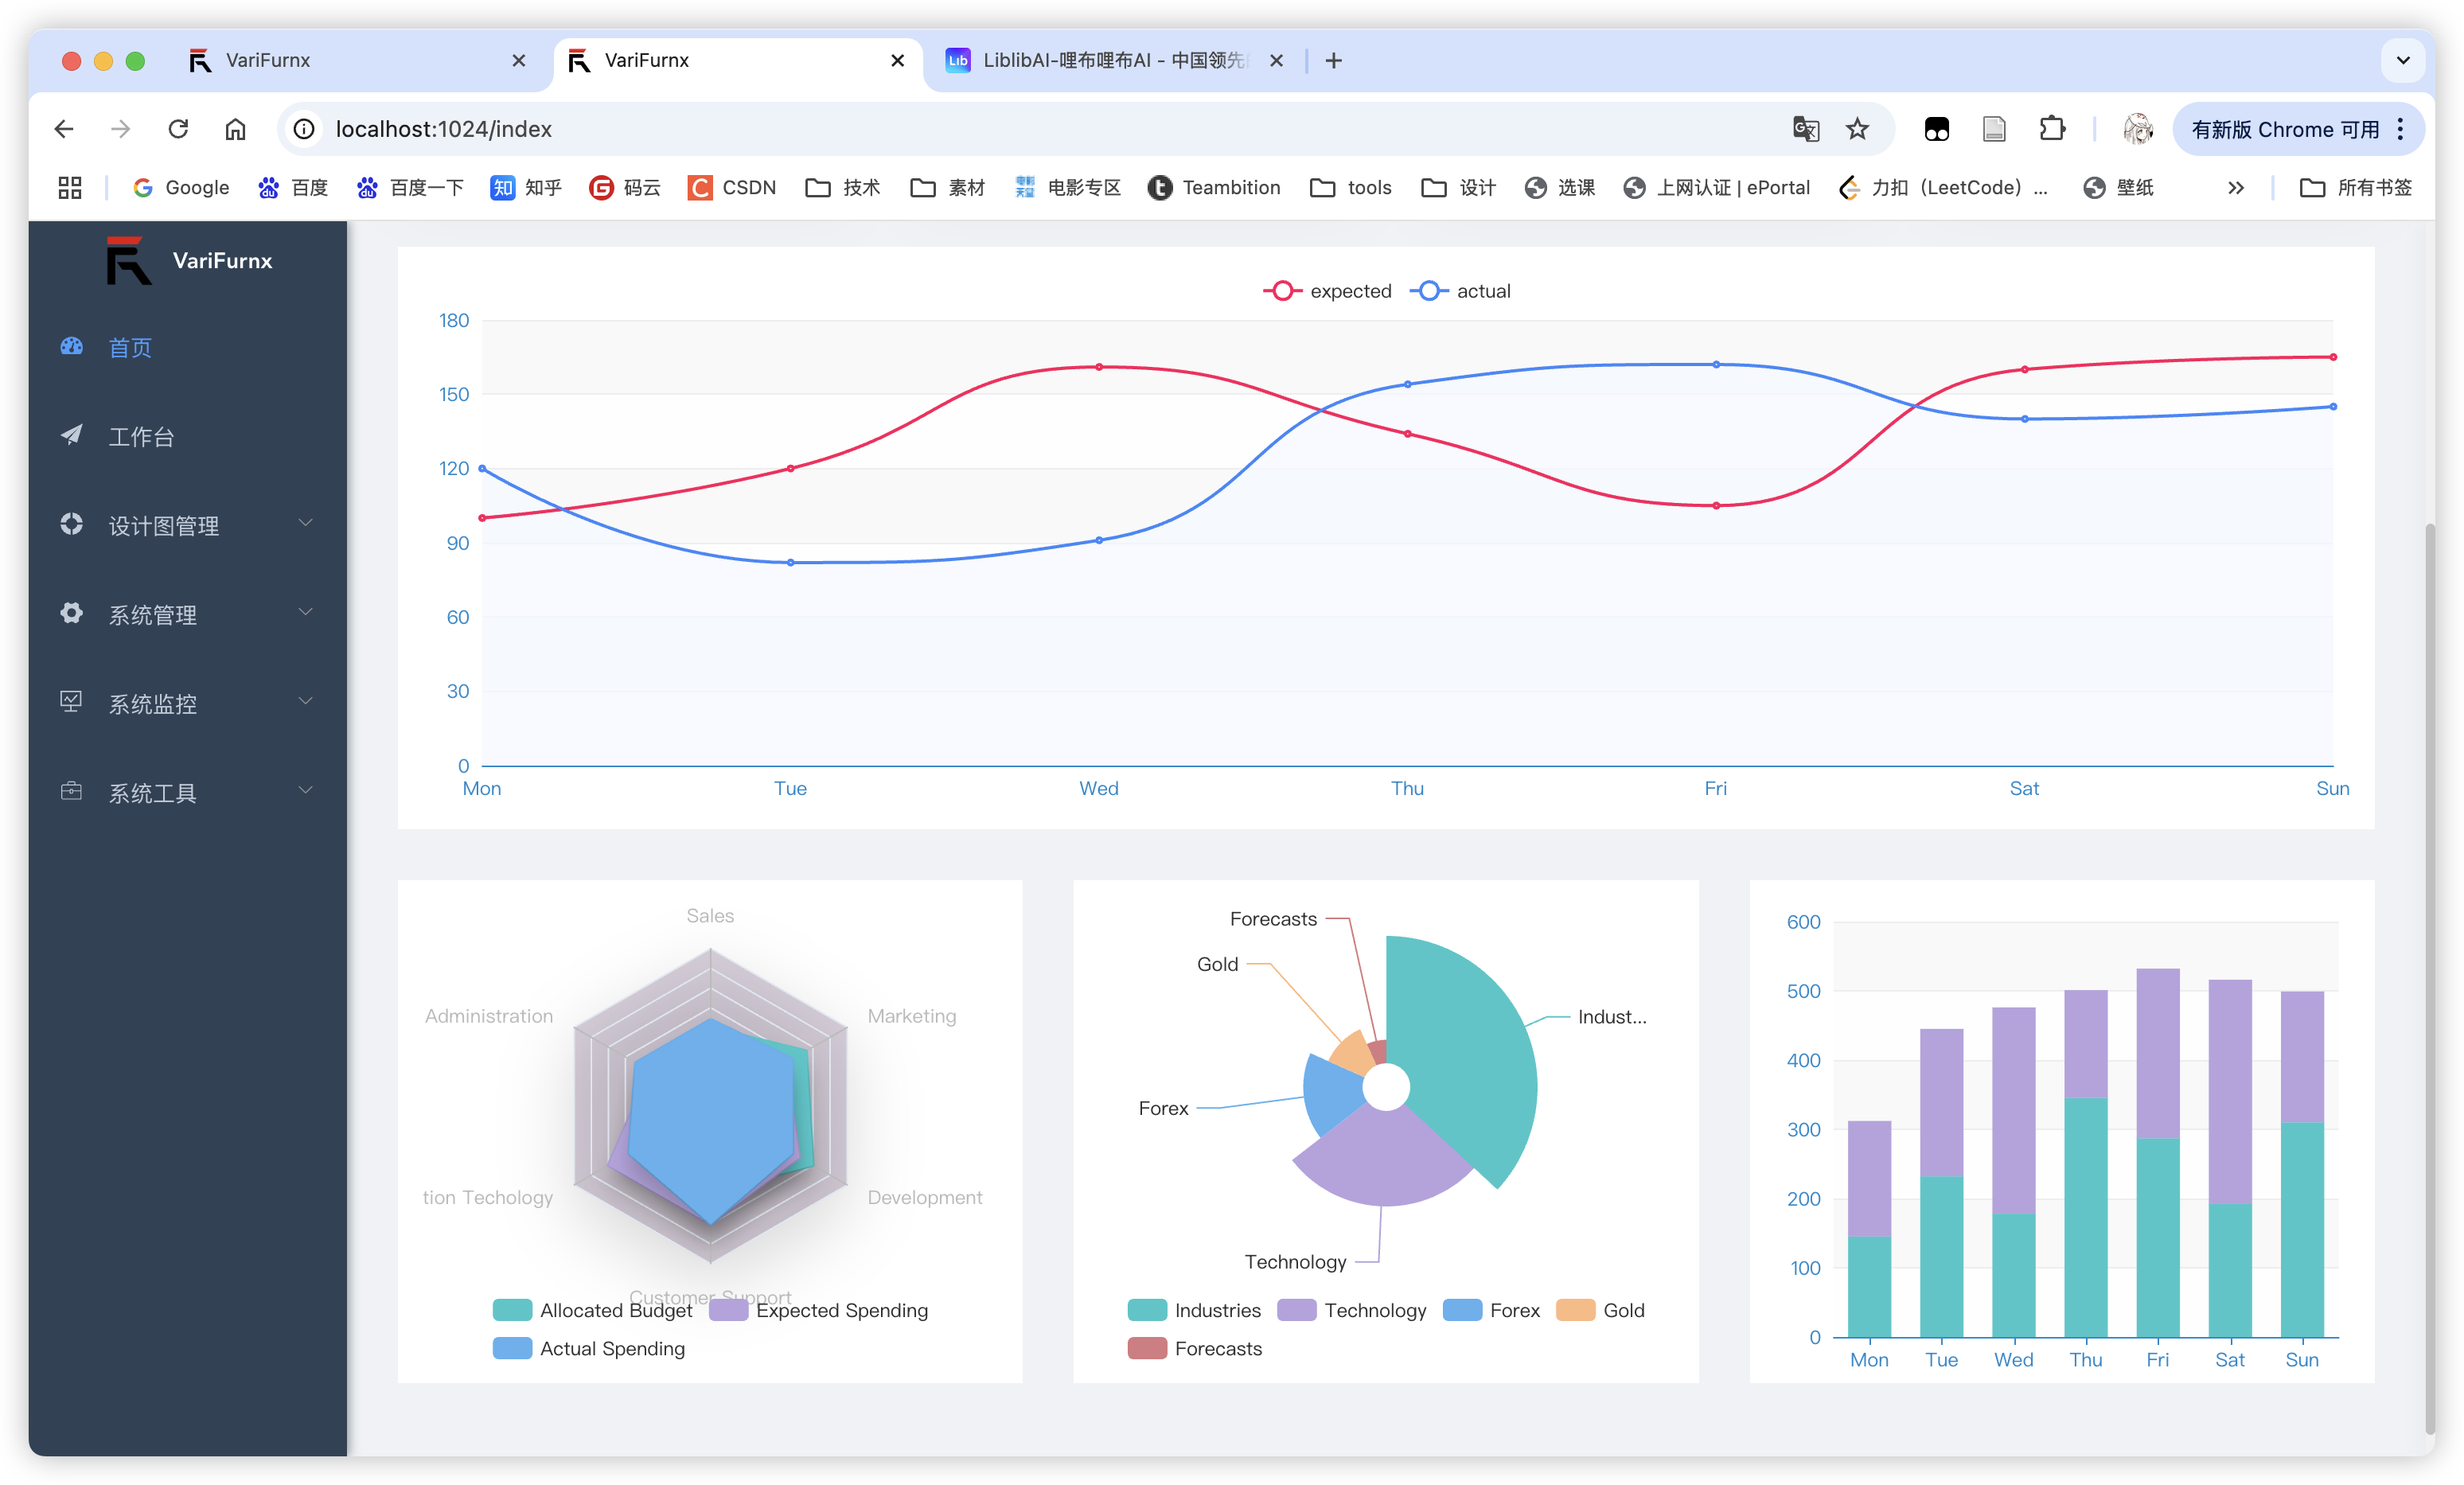 VariFurnx
VariFurnx
LiblibAI-哩布哩布AI - 中国领先
localhost:1024/index
有新版 Chrome 可用
Google 百度 百度一下 知乎 码云 CSDN 技术 素材 电影专区 Teambition tools 设计 选课 上网认证 | ePortal 力扣（LeetCode）... 壁纸 所有书签
VariFurnx
首页
工作台
设计图管理
系统管理
系统监控
系统工具
expected actual
180
150
120
90
60
30
0
Mon Tue Wed Thu Fri Sat Sun
Sales
Administration
Marketing
tion Techology
Development
Customer Support
Allocated Budget Expected Spending
Actual Spending
Forecasts
Gold
Indust...
Forex
Technology
Industries Technology Forex Gold
Forecasts
600
500
400
300
200
100
0
Mon Tue Wed Thu Fri Sat Sun